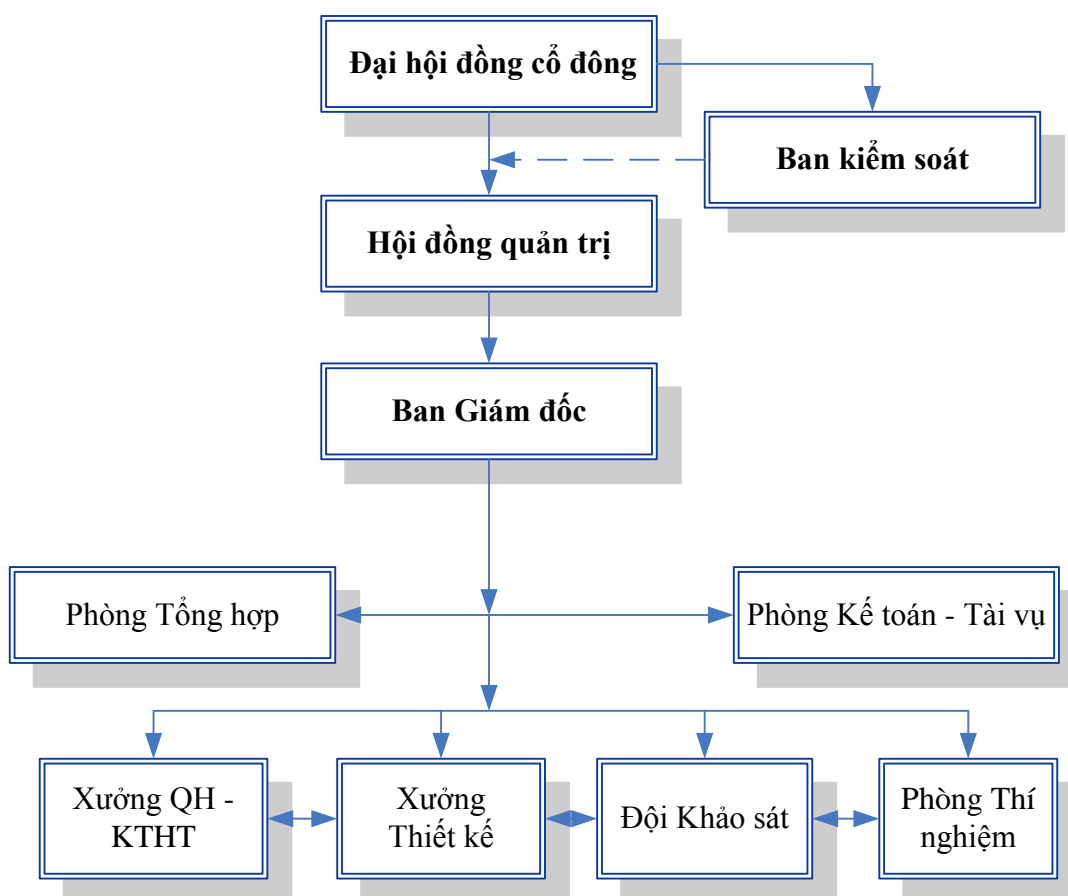 Đại hội đồng cổ đông
Ban kiểm soát
Hội đồng quản trị
Ban Giám đốc
Phòng Tổng hợp
Phòng Kế toán - Tài vụ
Xưởng QH -
KTHT
Xưởng
Thiết kế
Đội Khảo sát
Phòng Thí
nghiệm